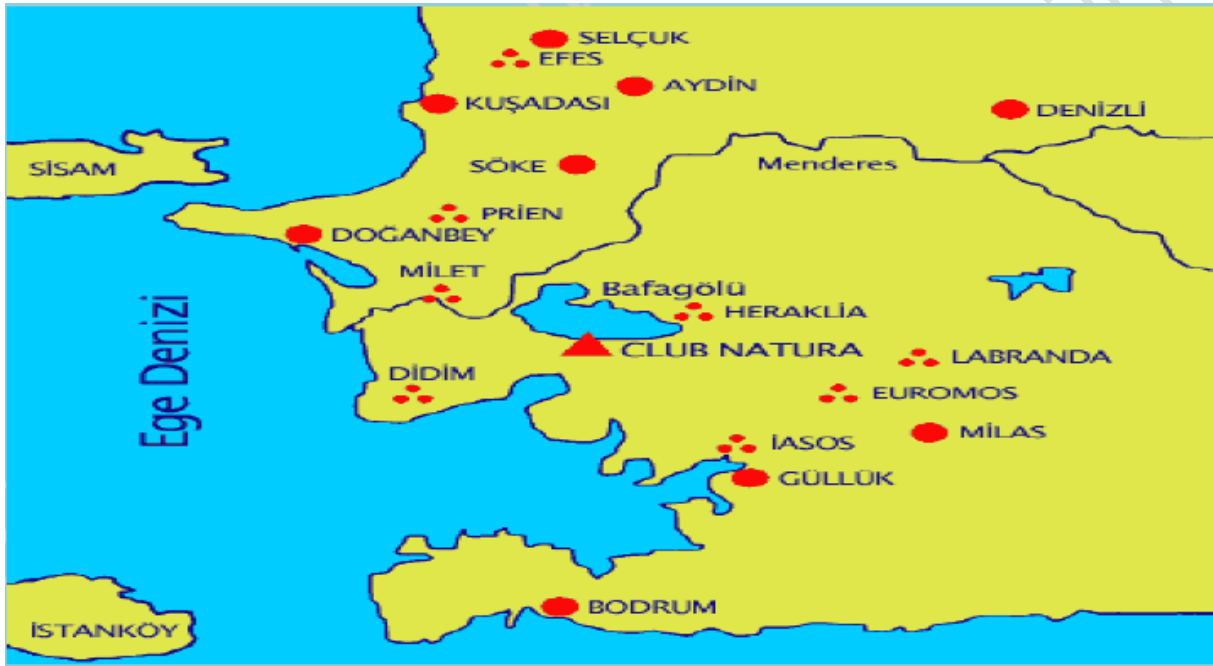 SELÇUK
EFES
AYDİN
KUŞADASI
DENİZLİ
SİSAM
SÖKE
Menderes
PRİEN
DOĞANBEY
MİLET
Bafagölü
HERAKLİA
CLUB NATURA
LABRANDA
DİDİM
EUROMOS
Ege Denizi
MİLAS
İASOS
GÜLLÜK
BODRUM
İSTANKÖY